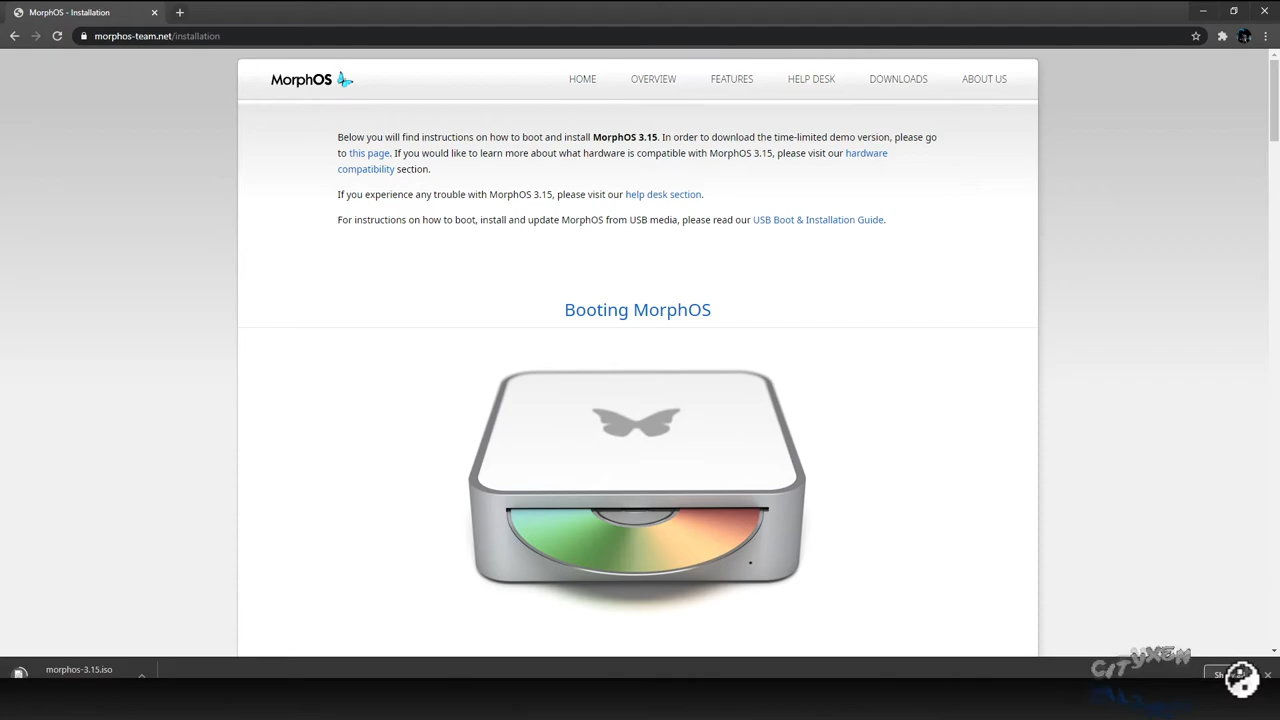 MorphOS - Installation
morphos-team.net/installation
MorphOS
HOME
OVERVIEW
FEATURES
HELP DESK
DOWNLOADS
ABOUT US
Below you will find instructions on how to boot and install MorphOS 3.15. In order to download the time-limited demo version, please go
to this page. If you would like to learn more about what hardware is compatible with MorphOS 3.15, please visit our hardware
compatibility section.
If you experience any trouble with MorphOS 3.15, please visit our help desk section.
For instructions on how to boot, install and update MorphOS from USB media, please read our USB Boot & Installation Guide.
Booting MorphOS
morphos-3.15.iso
CITYXEN